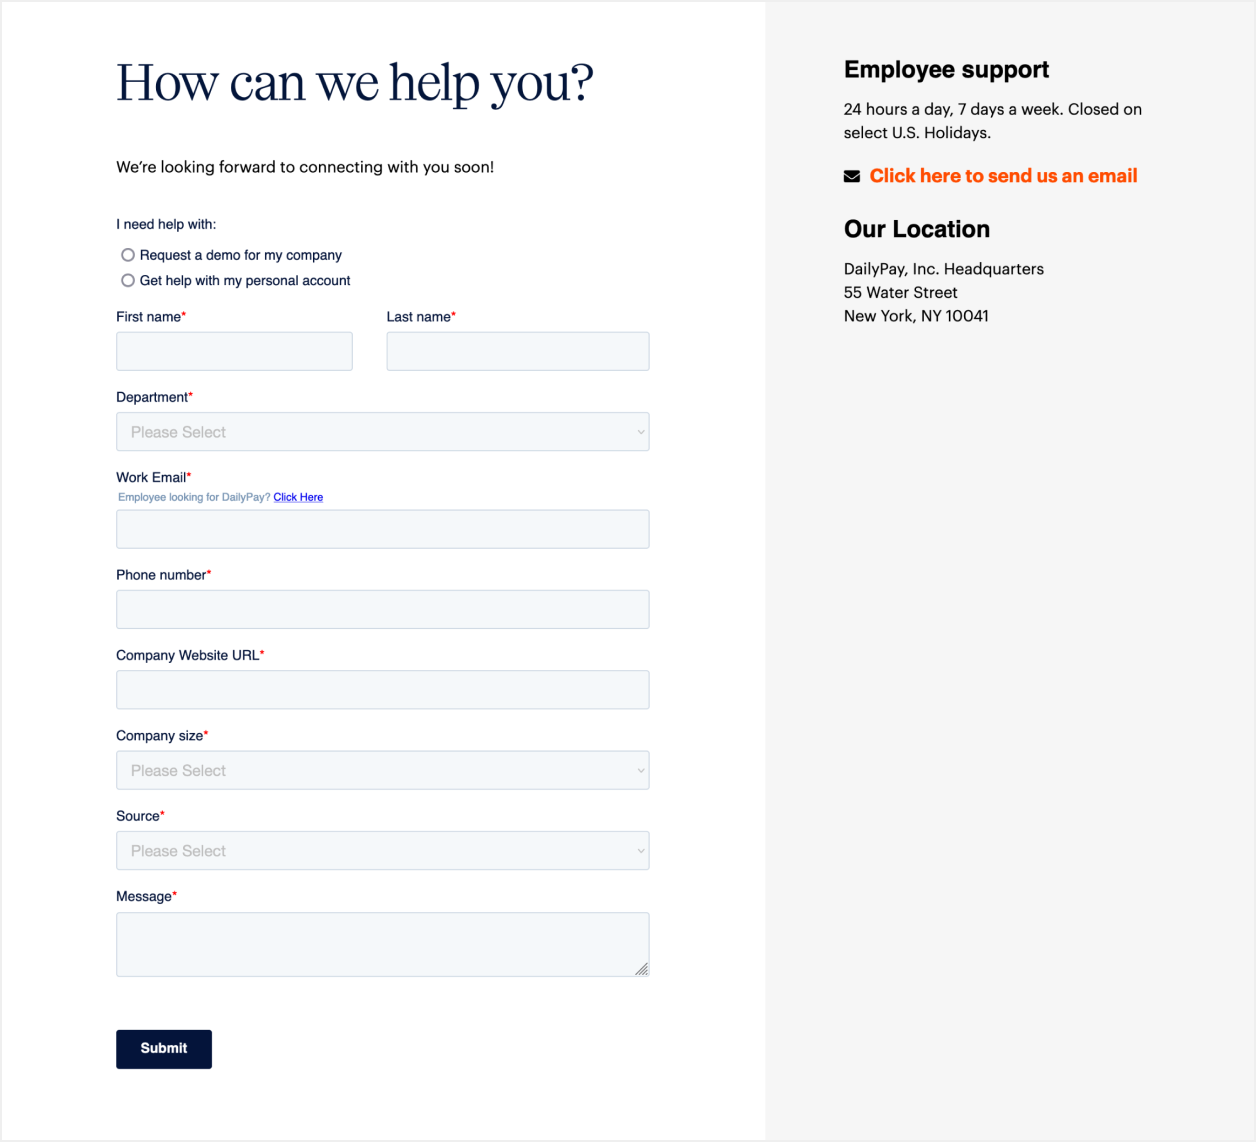 How can we help you?
We're looking forward to connecting with you soon!
I need help with:
Request a demo for my company
Get help with my personal account
First name*
Last name*
Department*
Please Select
Work Email*
Employee looking for DailyPay? Click Here
Phone number*
Company Website URL*
Company size*
Please Select
Source*
Please Select
Message*
Submit
Employee support
24 hours a day, 7 days a week. Closed on
select U.S. Holidays.
Click here to send us an email
Our Location
DailyPay, Inc. Headquarters
55 Water Street
New York, NY 10041